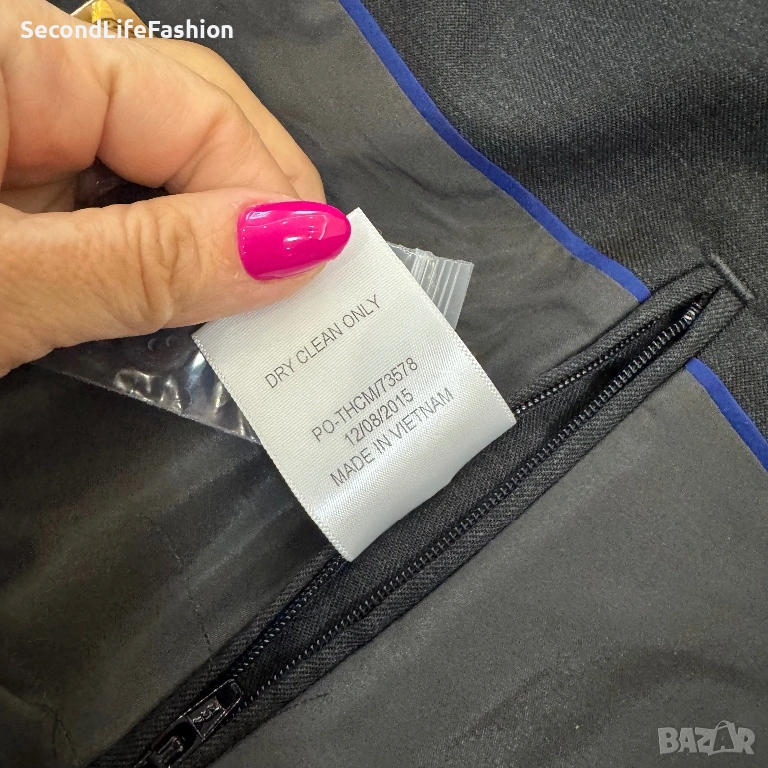 SecondLifeFashion
DRY CLEAN ONLY
PO-THCM/73578
12/08/2015
MADE IN VIETNAM
BAZAR